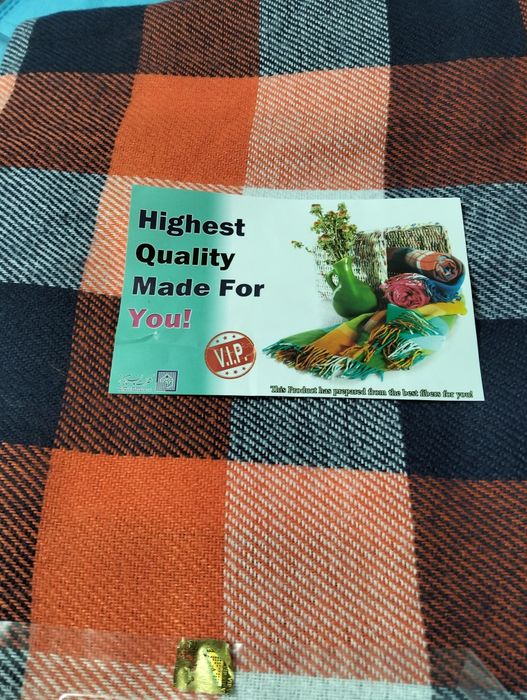 Highest
Quality
Made For
You!
V.I.P.
This Product has prepared from the best fibers for you!